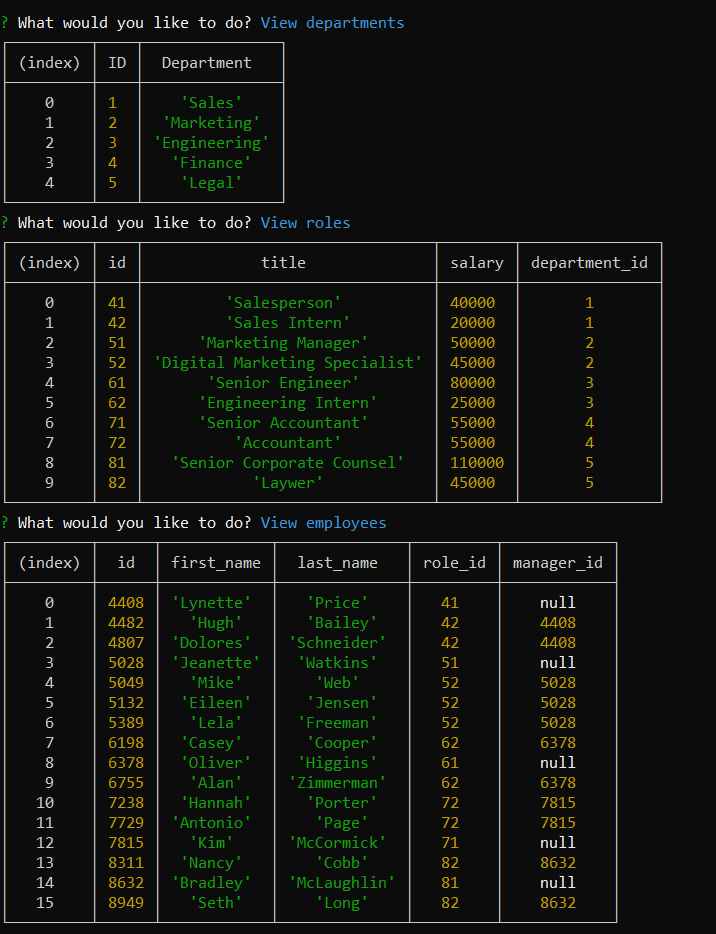 ? What would you like to do? View departments
(index) ID Department
0 1 'Sales'
1 2 'Marketing'
2 3 'Engineering'
3 4 'Finance'
4 5 'Legal'
? What would you like to do? View roles
(index) id title salary department_id
0 41 'Salesperson' 40000 1
1 42 'Sales Intern' 20000 1
2 51 'Marketing Manager' 50000 2
3 52 'Digital Marketing Specialist' 45000 2
4 61 'Senior Engineer' 80000 3
5 62 'Engineering Intern' 25000 3
6 71 'Senior Accountant' 55000 4
7 72 'Accountant' 55000 4
8 81 'Senior Corporate Counsel' 110000 5
9 82 'Laywer' 45000 5
? What would you like to do? View employees
(index) id first_name last_name role_id manager_id
0 4408 'Lynette' 'Price' 41 null
1 4482 'Hugh' 'Bailey' 42 4408
2 4807 'Dolores' 'Schneider' 42 4408
3 5028 'Jeanette' 'Watkins' 51 null
4 5049 'Mike' 'Web' 52 5028
5 5132 'Eileen' 'Jensen' 52 5028
6 5389 'Lela' 'Freeman' 52 5028
7 6198 'Casey' 'Cooper' 62 6378
8 6378 'Oliver' 'Higgins' 61 null
9 6755 'Alan' 'Zimmerman' 62 6378
10 7238 'Hannah' 'Porter' 72 7815
11 7729 'Antonio' 'Page' 72 7815
12 7815 'Kim' 'McCormick' 71 null
13 8311 'Nancy' 'Cobb' 82 8632
14 8632 'Bradley' 'McLaughlin' 81 null
15 8949 'Seth' 'Long' 82 8632